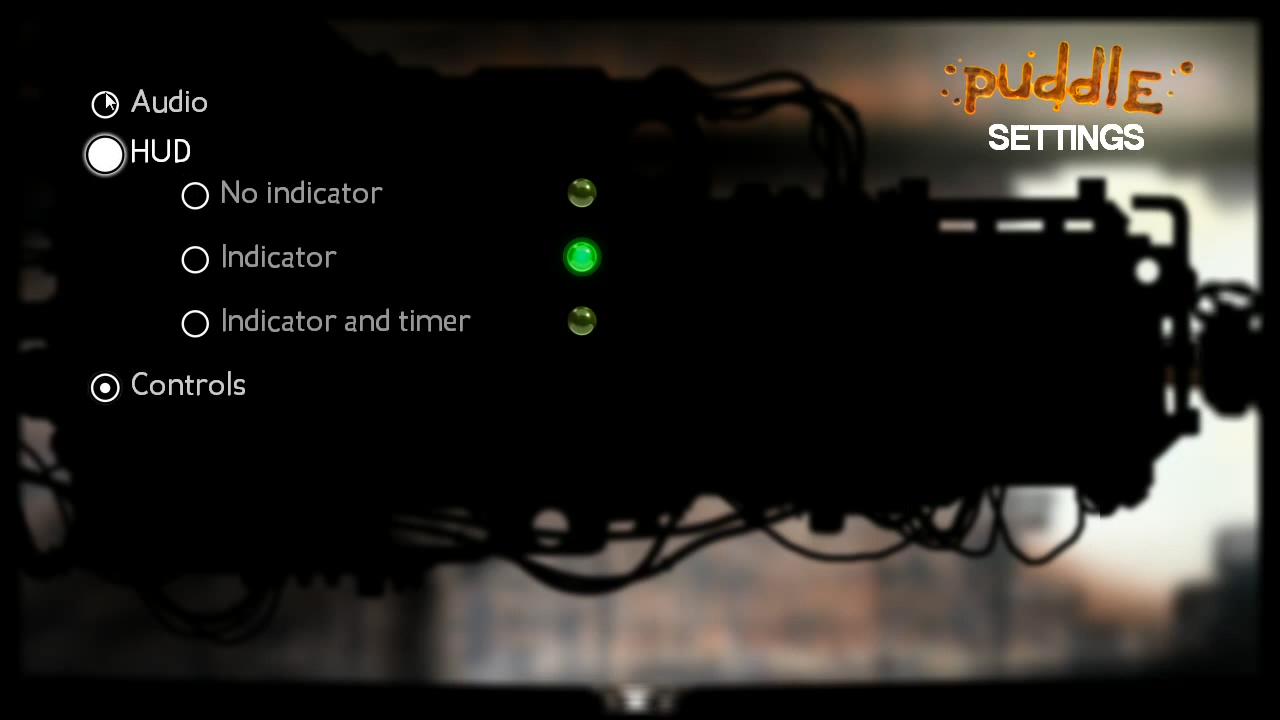 puddlE
SETTINGS
Audio
HUD
No indicator
Indicator
Indicator and timer
Controls